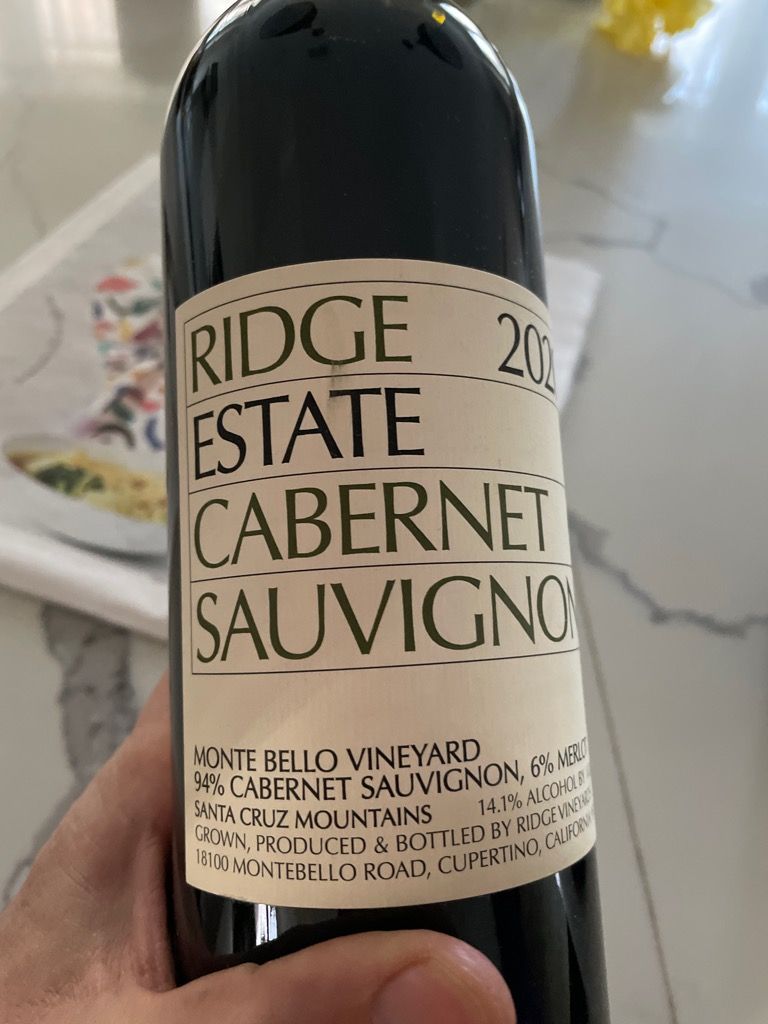 RIDGE 202
ESTATE
CABERNET
SAUVIGNON
MONTE BELLO VINEYARD
94% CABERNET SAUVIGNON, 6% MERLOT
SANTA CRUZ MOUNTAINS 14.1% ALCOHOL BY
GROWN, PRODUCED & BOTTLED BY RIDGE VINEYARDS
18100 MONTEBELLO ROAD, CUPERTINO, CALIFORNIA